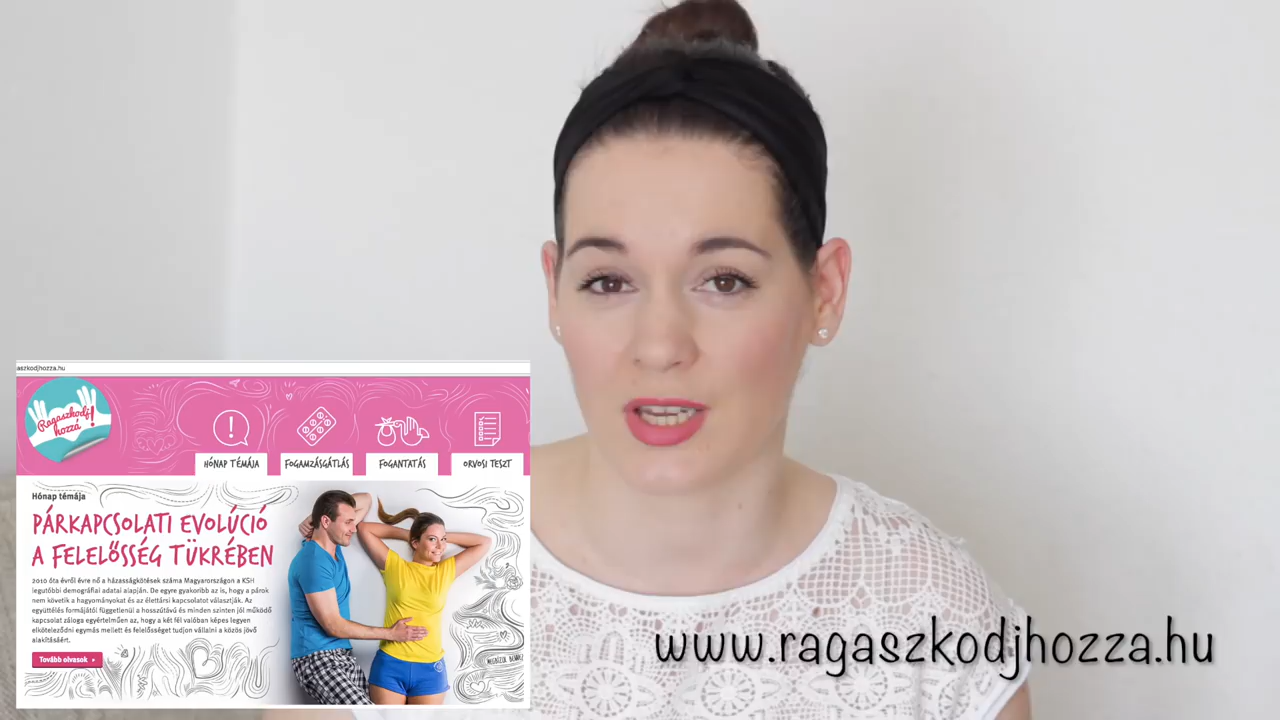 aszkodjhozza.hu
Ragaszkodj
hozzá!
HÓNAP TÉMÁJA
FOGAMZÁSGÁTLÁS
FOGANTATÁS
ORVOSI TESZT
Hónap témája
PÁRKAPCSOLATI EVOLÚCIÓ
A FELELŐSSÉG TÜKRÉBEN
2010 óta évről évre nő a házasságkötések száma Magyarországon a KSH
legutóbbi demográfiai adatai alapján. De egyre gyakoribb az is, hogy a párok
nem követik a hagyományokat és az élettársi kapcsolatot választják. Az
együttélés formájától függetlenül a hosszútávú és minden szinten jól működő
kapcsolat záloga egyértelműen az, hogy a két fél valóban képes legyen
elköteleződni egymás mellett és felelősséget tudjon vállalni a közös jövő
alakításáért.
Tovább olvasok »
www.ragaszkodjhozza.hu